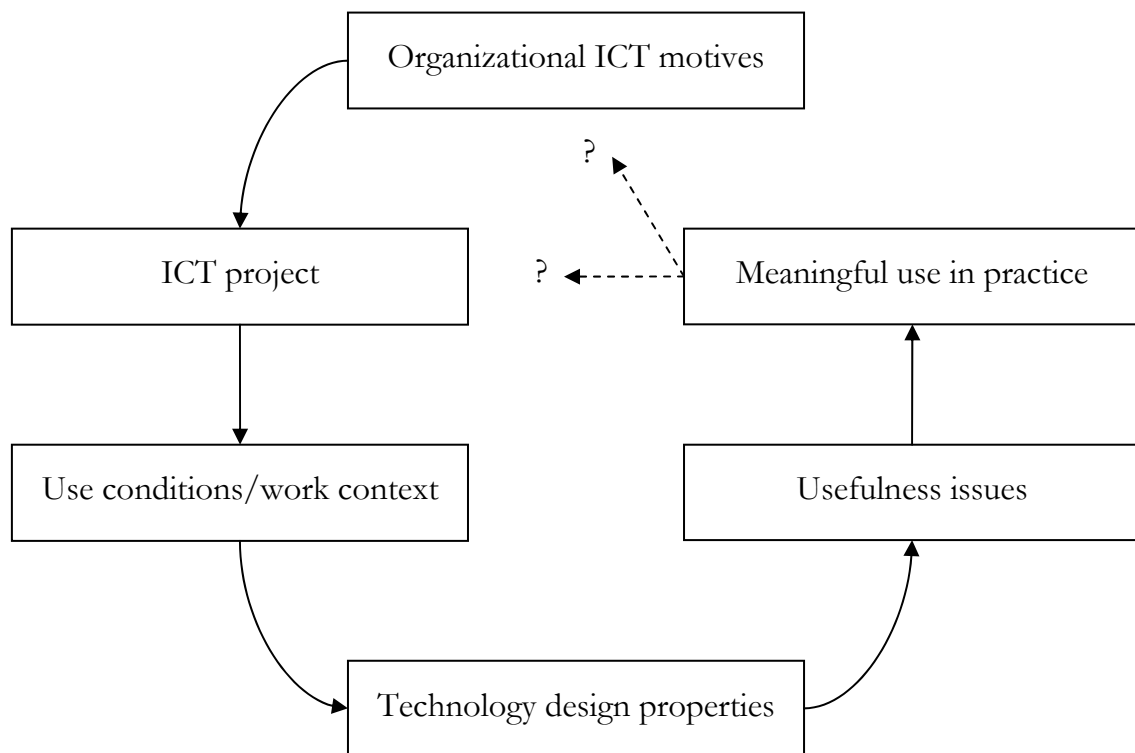 Organizational ICT motives
?
ICT project
?
Meaningful use in practice
Use conditions/work context
Usefulness issues
Technology design properties